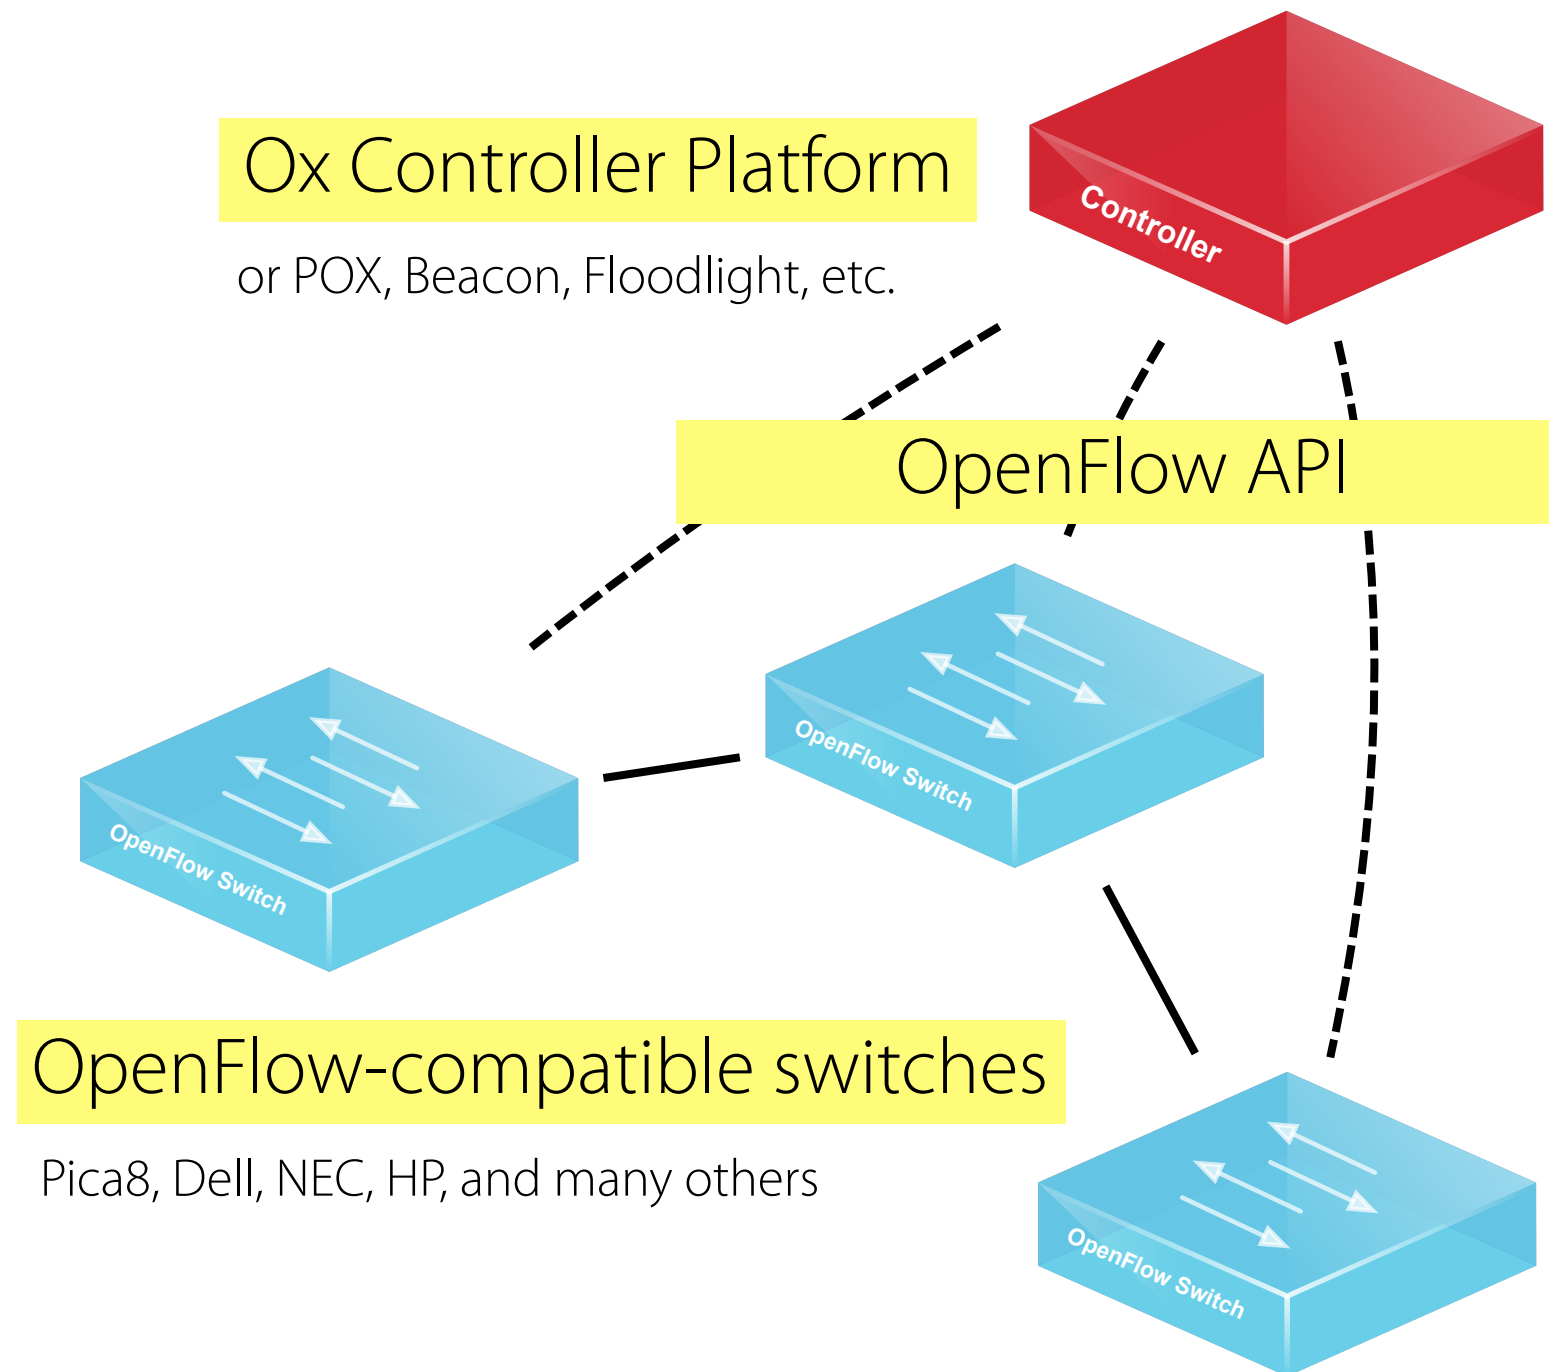 Ox Controller Platform
Controller
or POX, Beacon, Floodlight, etc.
OpenFlow API
OpenFlow Switch
OpenFlow Switch
OpenFlow-compatible switches
Pica8, Dell, NEC, HP, and many others
OpenFlow Switch